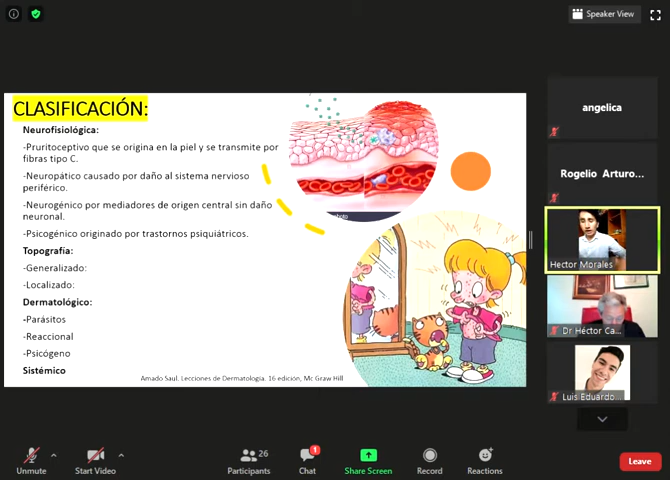 Speaker View
CLASIFICACIÓN:
Neurofisiológica:
-Pruritoceptivo que se origina en la piel y se transmite por
fibras tipo C.
-Neuropático causado por daño al sistema nervioso
periférico.
-Neurogénico por mediadores de origen central sin daño
neuronal.
-Psicogénico originado por trastornos psiquiátricos.
Topografía:
-Generalizado:
-Localizado:
Dermatológico:
-Parásitos
-Reaccional
-Psicógeno
Sistémico
Amado Saul. Lecciones de Dermatologia. 16 edición, Mc Graw Hill
angelica
Rogelio Arturo...
Hector Morales
Dr Héctor Ca...
Luis Eduardo...
Unmute
Start Video
26
Participants
1
Chat
Share Screen
Record
Reactions
Leave